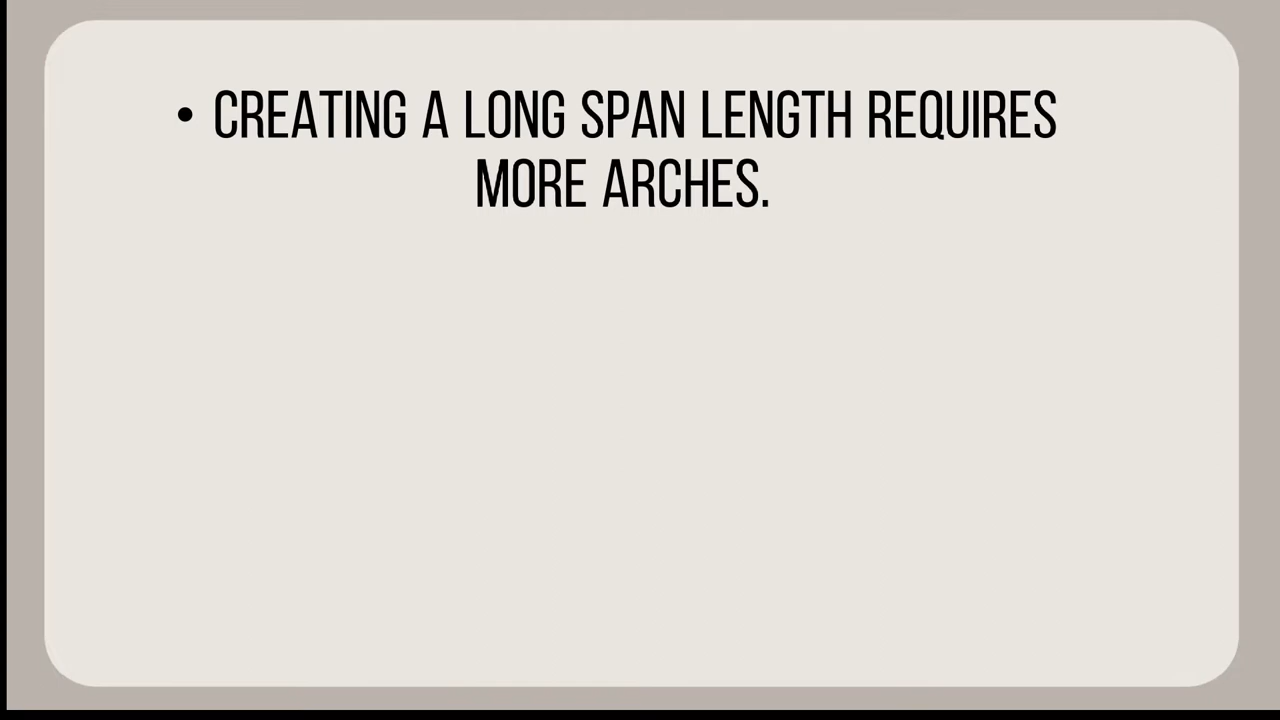 • CREATING A LONG SPAN LENGTH REQUIRES
MORE ARCHES.